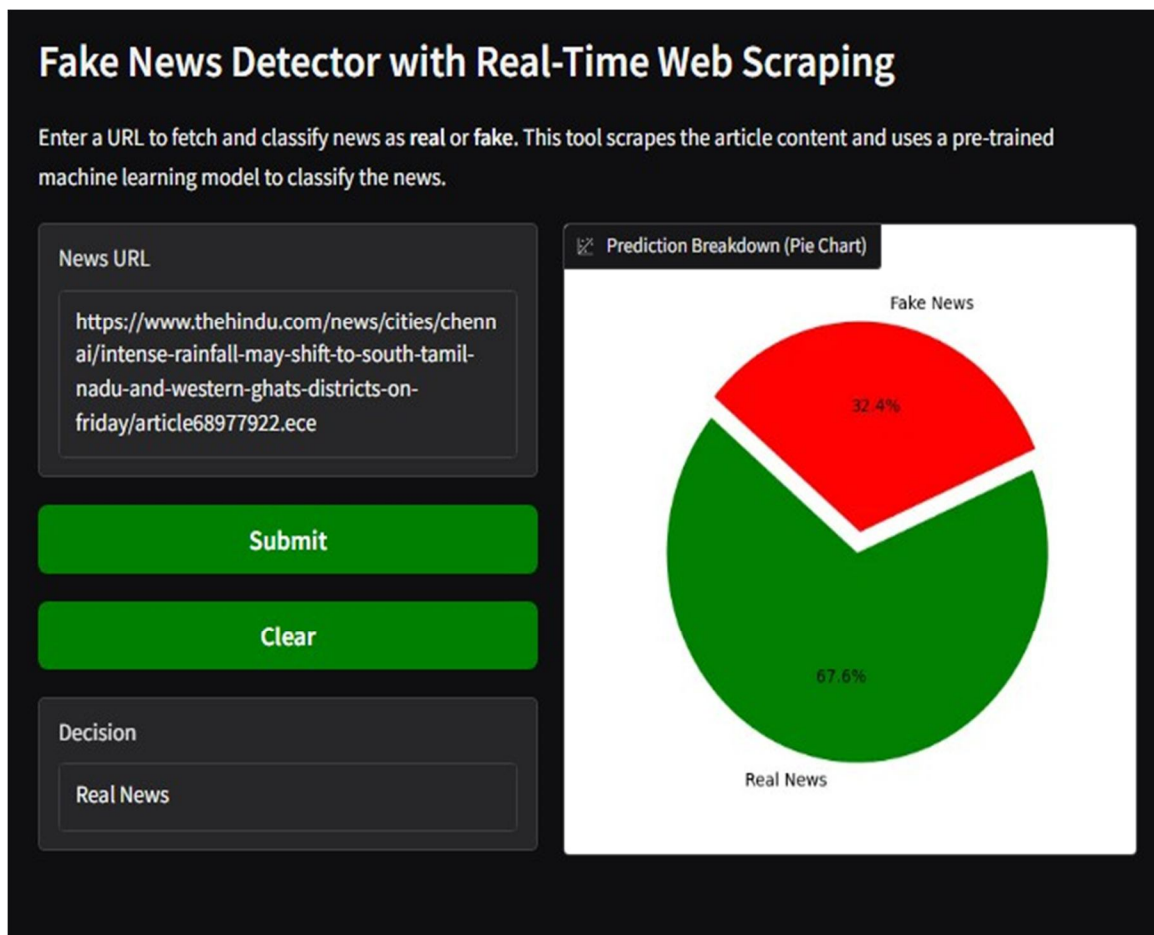 Fake News Detector with Real-Time Web Scraping
Enter a URL to fetch and classify news as real or fake. This tool scrapes the article content and uses a pre-trained
machine learning model to classify the news.
News URL
https://www.thehindu.com/news/cities/chenn
ai/intense-rainfall-may-shift-to-south-tamil-
nadu-and-western-ghats-districts-on-
friday/article68977922.ece
Submit
Clear
Decision
Real News
Prediction Breakdown (Pie Chart)
Fake News
32.4%
67.6%
Real News